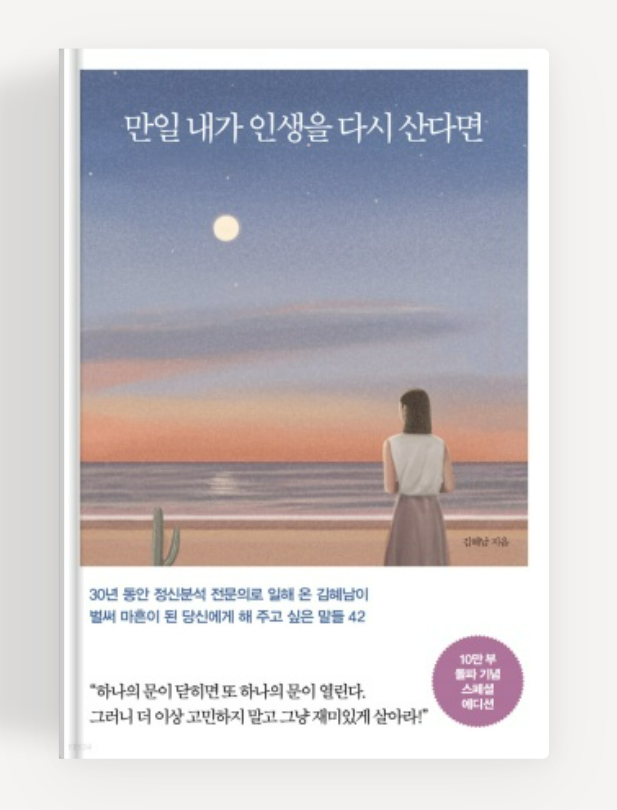 만일 내가 인생을 다시 산다면
김혜남 지음
30년 동안 정신분석 전문의로 일해 온 김혜남이
벌써 마흔이 된 당신에게 해 주고 싶은 말들 42
10만 부
돌파 기념
스페셜
에디션
“하나의 문이 닫히면 또 하나의 문이 열린다.
그러니 더 이상 고민하지 말고 그냥 재미있게 살아라!”